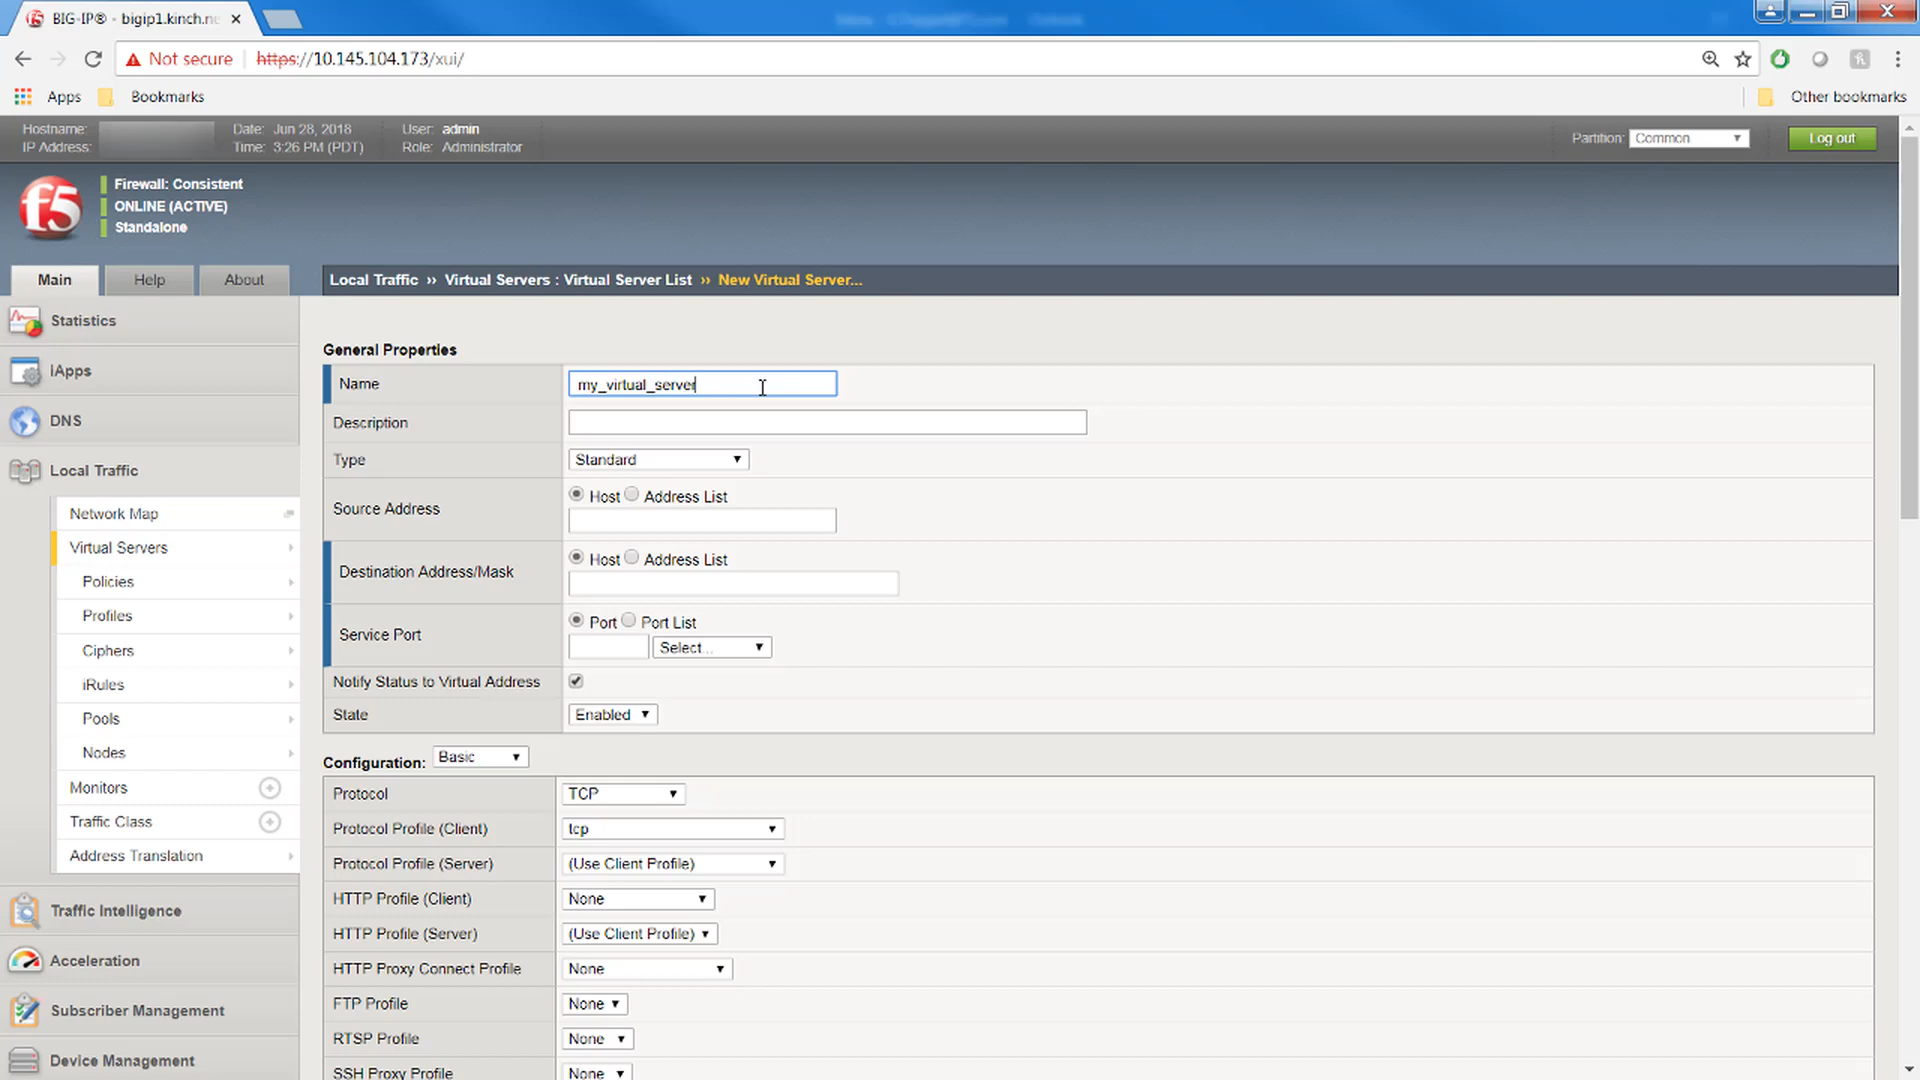 BIG-IP® - bigip1.kinch.ne
Not secure https://10.145.104.173/xui/
Apps Bookmarks Other bookmarks
Hostname: Date: Jun 28, 2018 User: admin
IP Address: Time: 3:26 PM (PDT) Role: Administrator
Partition: Common Log out
f5
Firewall: Consistent
ONLINE (ACTIVE)
Standalone
Main Help About
Local Traffic ›› Virtual Servers : Virtual Server List ›› New Virtual Server...
Statistics
iApps
DNS
Local Traffic
Network Map
Virtual Servers
Policies
Profiles
Ciphers
iRules
Pools
Nodes
Monitors
Traffic Class
Address Translation
Traffic Intelligence
Acceleration
Subscriber Management
Device Management
General Properties
Name my_virtual_server
Description
Type Standard
Source Address Host Address List
Destination Address/Mask Host Address List
Service Port Port Port List
Select...
Notify Status to Virtual Address
State Enabled
Configuration: Basic
Protocol TCP
Protocol Profile (Client) tcp
Protocol Profile (Server) (Use Client Profile)
HTTP Profile (Client) None
HTTP Profile (Server) (Use Client Profile)
HTTP Proxy Connect Profile None
FTP Profile None
RTSP Profile None
SSH Proxy Profile None